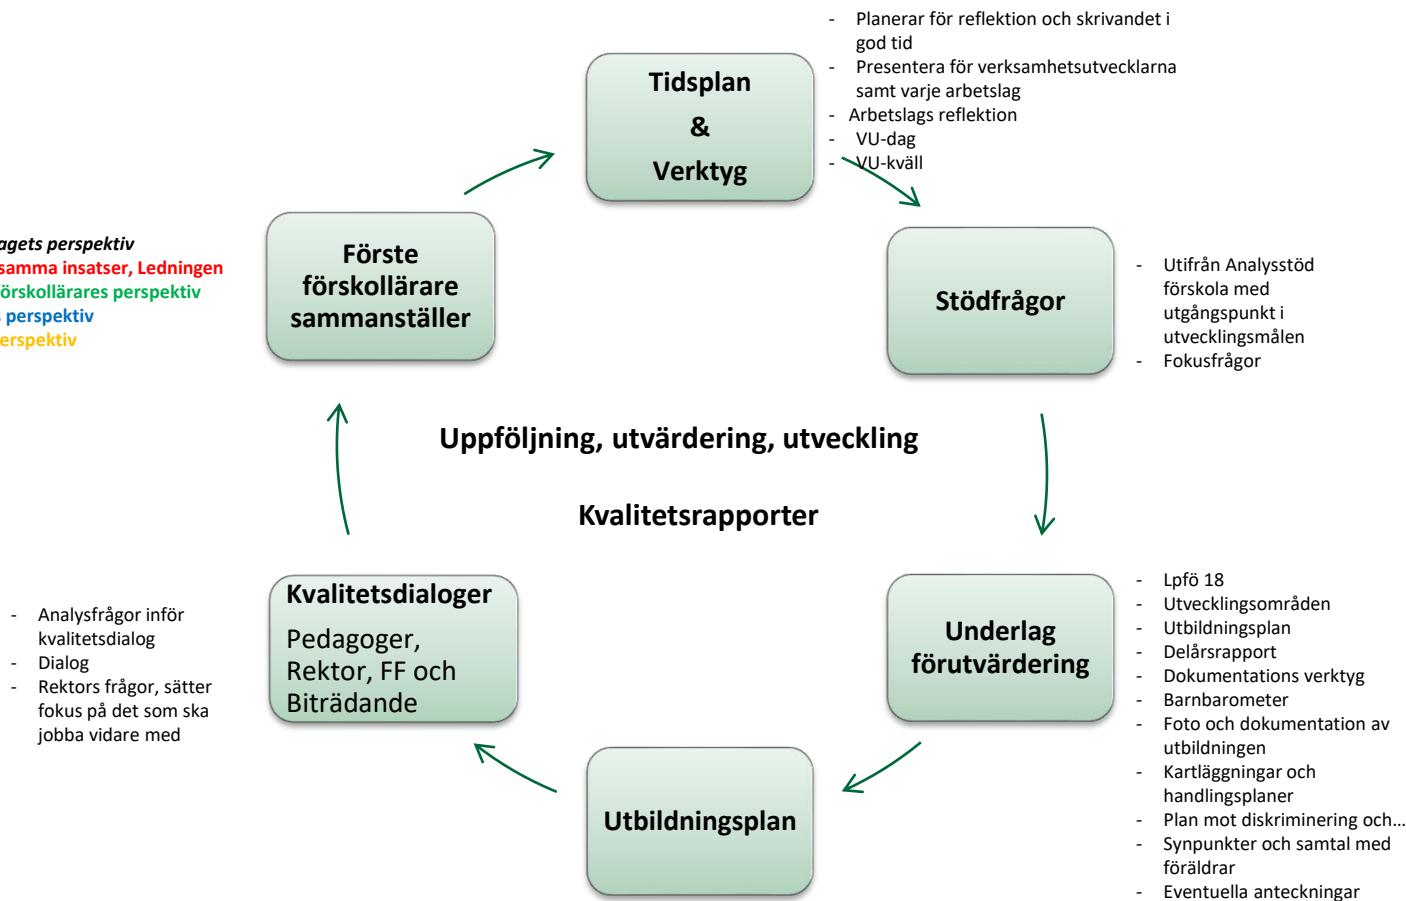 - Planerar för reflektion och skrivandet i
god tid
- Presentera för verksamhetsutvecklarna
samt varje arbetslag
- Arbetslags reflektion
- VU-dag
- VU-kväll
Tidsplan
&
Verktyg
Stödfrågor
- Utifrån Analysstöd
förskola med
utgångspunkt i
utvecklingsmålen
- Fokusfrågor
Underlag
förutvärdering
- Lpfö 18
- Utvecklingsområden
- Utbildningsplan
- Delårsrapport
- Dokumentations verktyg
- Barnbarometer
- Foto och dokumentation av
utbildningen
- Kartläggningar och
handlingsplaner
- Plan mot diskriminering och...
- Synpunkter och samtal med
föräldrar
- Eventuella anteckningar
Utbildningsplan
Kvalitetsdialoger
Pedagoger,
Rektor, FF och
Biträdande
- Analysfrågor inför
kvalitetsdialog
- Dialog
- Rektors frågor, sätter
fokus på det som ska
jobba vidare med
Förste
förskollärare
sammanställer
agets perspektiv
samma insatser, Ledningen
förskollärares perspektiv
s perspektiv
perspektiv
Uppföljning, utvärdering, utveckling
Kvalitetsrapporter